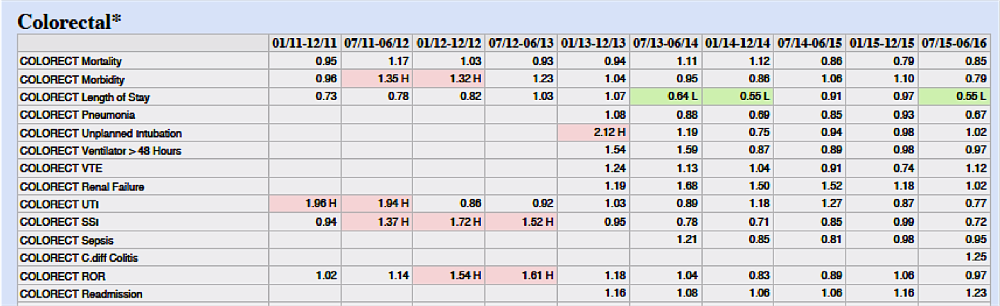 Colorectal*
01/11-12/11 07/11-06/12 01/12-12/12 07/12-06/13 01/13-12/13 07/13-06/14 01/14-12/14 07/14-06/15 01/15-12/15 07/15-06/16
COLORECT Mortality 0.95 1.17 1.03 0.93 0.94 1.11 1.12 0.86 0.79 0.85
COLORECT Morbidity 0.96 1.35 H 1.32 H 1.23 1.04 0.95 0.86 1.06 1.10 0.79
COLORECT Length of Stay 0.73 0.78 0.82 1.03 1.07 0.64 L 0.55 L 0.91 0.97 0.55 L
COLORECT Pneumonia 1.08 0.88 0.69 0.85 0.93 0.67
COLORECT Unplanned Intubation 2.12 H 1.19 0.75 0.94 0.98 1.02
COLORECT Ventilator > 48 Hours 1.54 1.59 0.87 0.89 0.98 0.97
COLORECT VTE 1.24 1.13 1.04 0.91 0.74 1.12
COLORECT Renal Failure 1.19 1.68 1.50 1.52 1.18 1.02
COLORECT UTI 1.96 H 1.94 H 0.86 0.92 1.03 0.89 1.18 1.27 0.87 0.77
COLORECT SSI 0.94 1.37 H 1.72 H 1.52 H 0.95 0.78 0.71 0.85 0.99 0.72
COLORECT Sepsis 1.21 0.85 0.81 0.98 0.95
COLORECT C.diff Colitis 1.25
COLORECT ROR 1.02 1.14 1.54 H 1.61 H 1.18 1.04 0.83 0.89 1.06 0.97
COLORECT Readmission 1.16 1.08 1.06 1.06 1.16 1.23